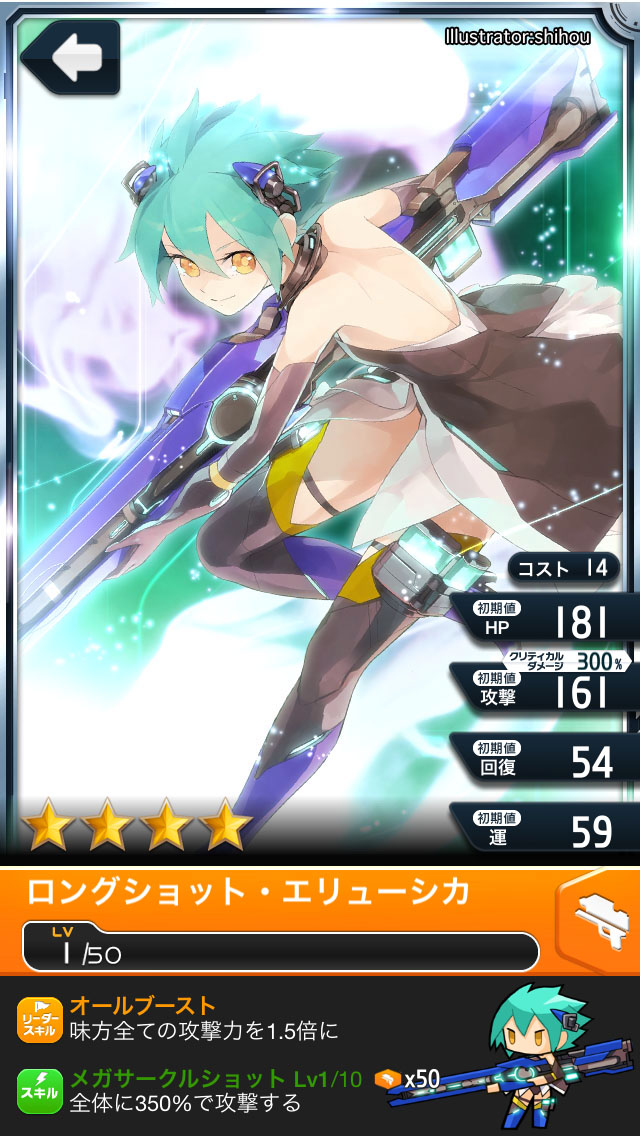 Illustrator:shihou
コスト 14
初期値
HP 181
クリティカル
ダメージ 300%
初期値
攻撃 161
初期値
回復 54
初期値
運 59
ロングショット・エリューシカ
LV
1/50
リーダー
スキル
オールブースト
味方全ての攻撃力を1.5倍に
スキル
メガサークルショット Lv1/10 x50
全体に350%で攻撃する